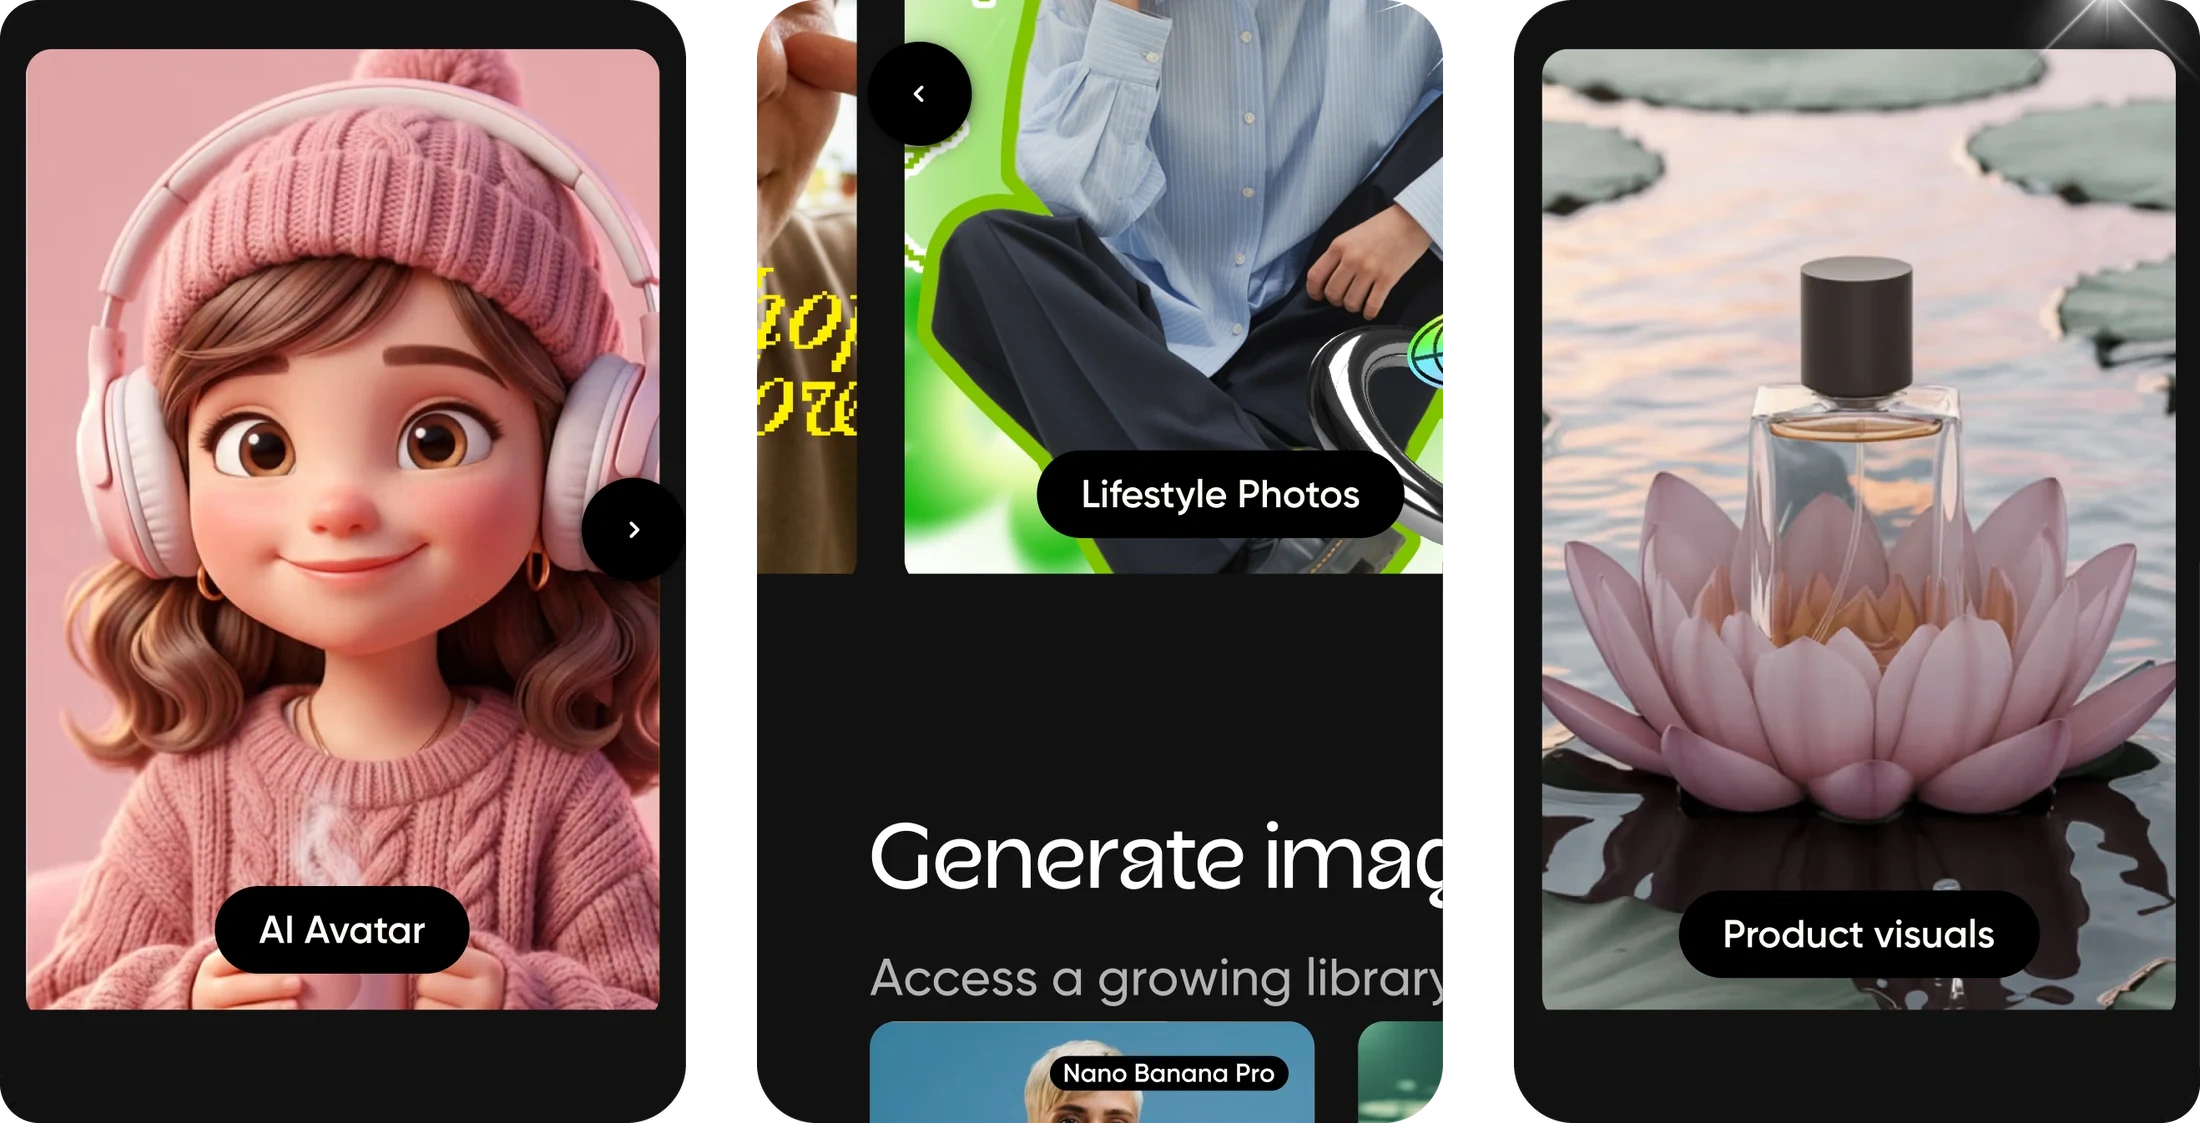 AI Avatar
Lifestyle Photos
Generate imag
Access a growing library
Nano Banana Pro
Product visuals